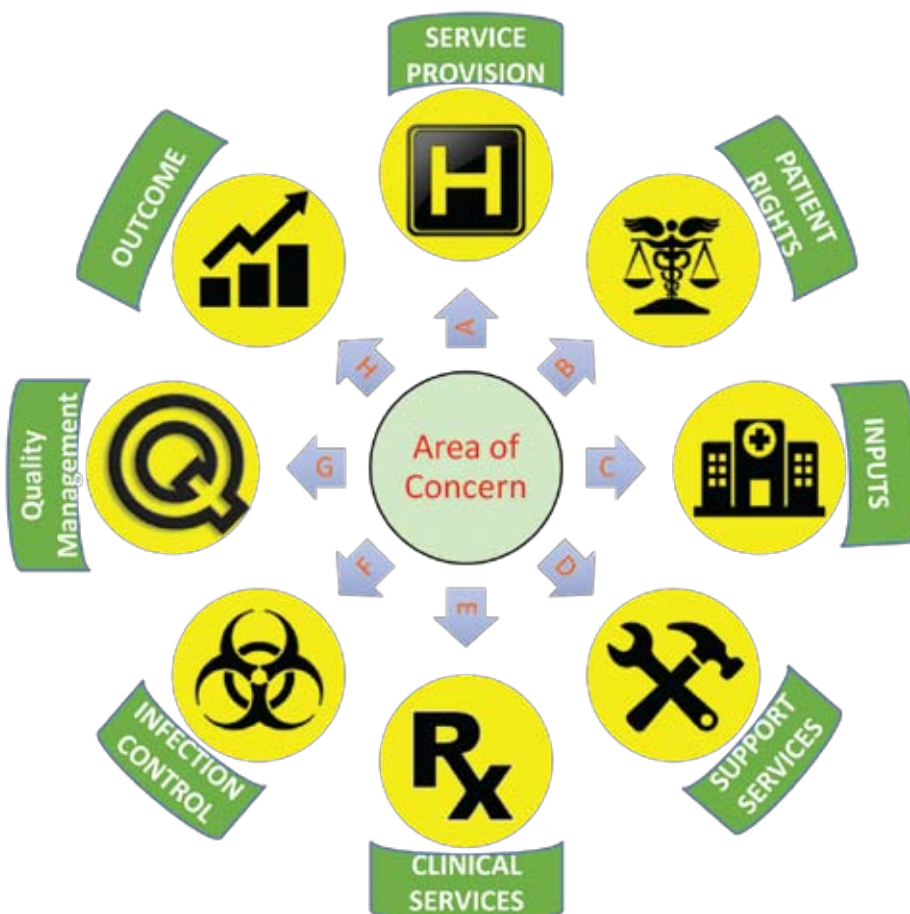 SERVICE
PROVISION
H
PATIENT
RIGHTS
INPUTS
SUPPORT
SERVICES
Rx
CLINICAL
SERVICES
INFECTION
CONTROL
Q
Quality
Management
OUTCOME
A
B
C
D
E
F
G
H
Area of
Concern